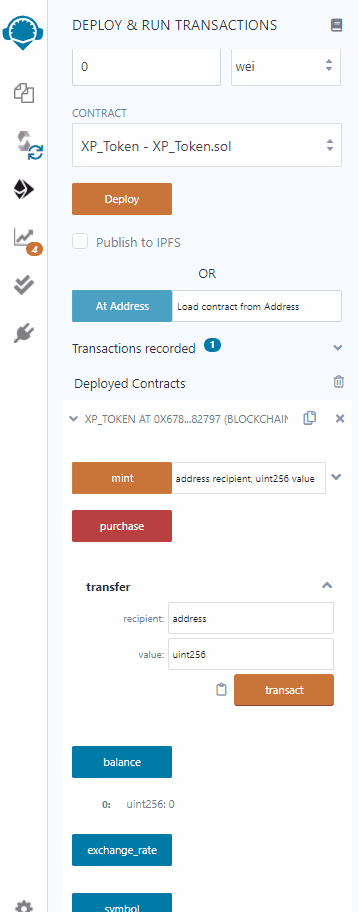 DEPLOY & RUN TRANSACTIONS
0
wei
CONTRACT
XP_Token - XP_Token.sol
Deploy
Publish to IPFS
OR
At Address
Load contract from Address
4
Transactions recorded 1
Deployed Contracts
XP_TOKEN AT 0X678...82797 (BLOCKCHAIN
mint
address recipient, uint256 value
purchase
transfer
recipient: address
value: uint256
transact
balance
0: uint256: 0
exchange_rate
symbol